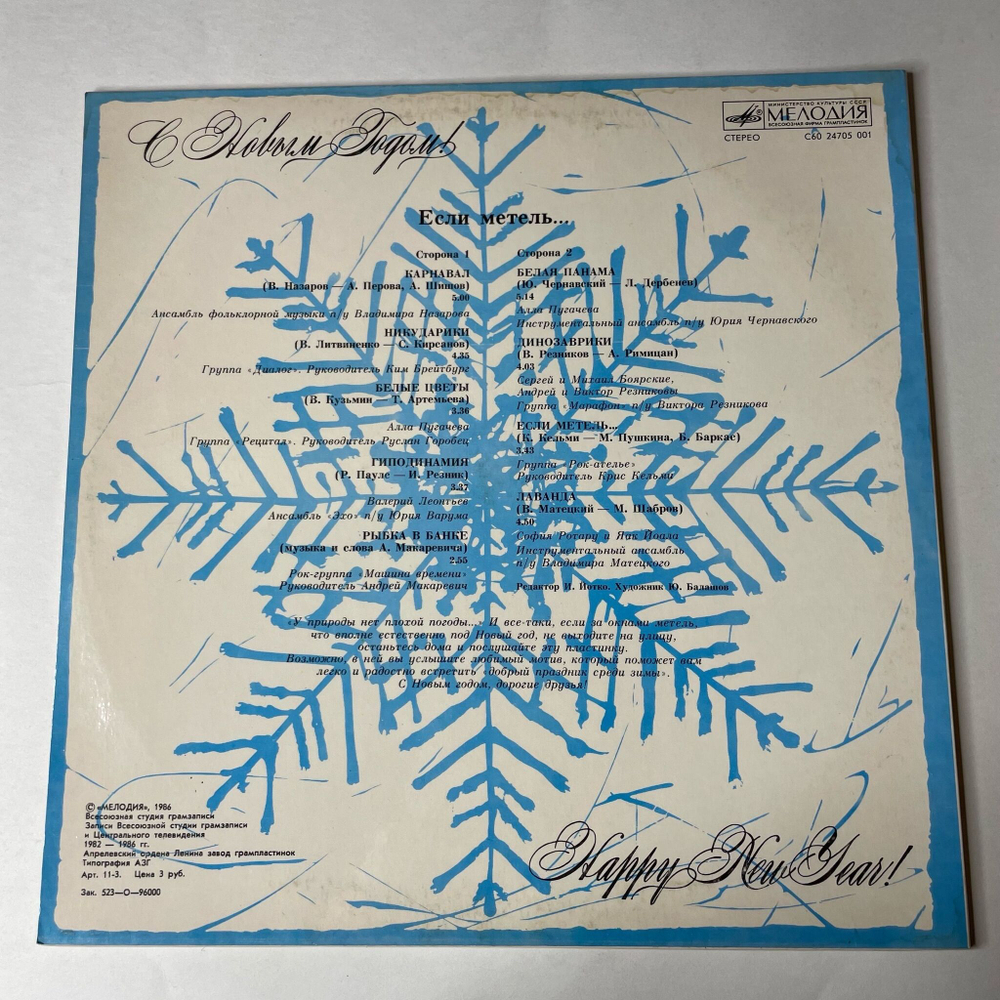 С Новым Годом!
МИНИСТЕРСТВО КУЛЬТУРЫ СССР
МЕЛОДИЯ
ВСЕСОЮЗНАЯ ФИРМА ГРАМПЛАСТИНОК
СТЕРЕО
С60 24705 001
Если метель...
Сторона 1
КАРНАВАЛ
(В. Назаров — А. Перова, А. Шишов)
5.00
Ансамбль фольклорной музыки п/у Владимира Назарова
НИКУДАРИКИ
(В. Литвиненко — С. Кирсанов)
4.35
Группа «Диалог». Руководитель Ким Брейтбург
БЕЛЫЕ ЦВЕТЫ
(В. Кузьмин — Т. Артемьева)
3.36
Алла Пугачева
Группа «Рецитал». Руководитель Руслан Горобец
ГИПОДИНАМИЯ
(Р. Паулс — И. Резник)
3.37
Валерий Леонтьев
Ансамбль «Эхо» п/у Юрия Варума
РЫБКА В БАНКЕ
(музыка и слова А. Макаревича)
2.55
Рок-группа «Машина времени»
Руководитель Андрей Макаревич
Сторона 2
БЕЛАЯ ПАНАМА
(Ю. Чернавский — Л. Дербенев)
5.14
Алла Пугачева
Инструментальный ансамбль п/у Юрия Чернавского
ДИНОЗАВРИКИ
(В. Резников — А. Римицан)
4.03
Сергей и Михаил Боярские,
Андрей и Виктор Резниковы
Группа «Марафон» п/у Виктора Резникова
ЕСЛИ МЕТЕЛЬ...
(К. Кельми — М. Пушкина, Б. Баркас)
3.43
Группа «Рок-ателье»
Руководитель Крис Кельми
ЛАВАНДА
(В. Матецкий — М. Шабров)
4.50
София Ротару и Яак Йоала
Инструментальный ансамбль
п/у Владимира Матецкого
Редактор И. Йотко. Художник Ю. Балашов
«У природы нет плохой погоды...» И все-таки, если за окнами метель,
что вполне естественно под Новый год, не выходите на улицу,
останьтесь дома и послушайте эту пластинку.
Возможно, в ней вы услышите любимый мотив, который поможет вам
легко и радостно встретить «добрый праздник среди зимы».
С Новым годом, дорогие друзья!
© «МЕЛОДИЯ», 1986
Всесоюзная студия грамзаписи
Записи Всесоюзной студии грамзаписи
и Центрального телевидения
1982 — 1986 гг.
Апрелевский ордена Ленина завод грампластинок
Типография АЗГ
Арт. 11-3. Цена 3 руб.
Зак. 523—О—96000
Happy New Year!